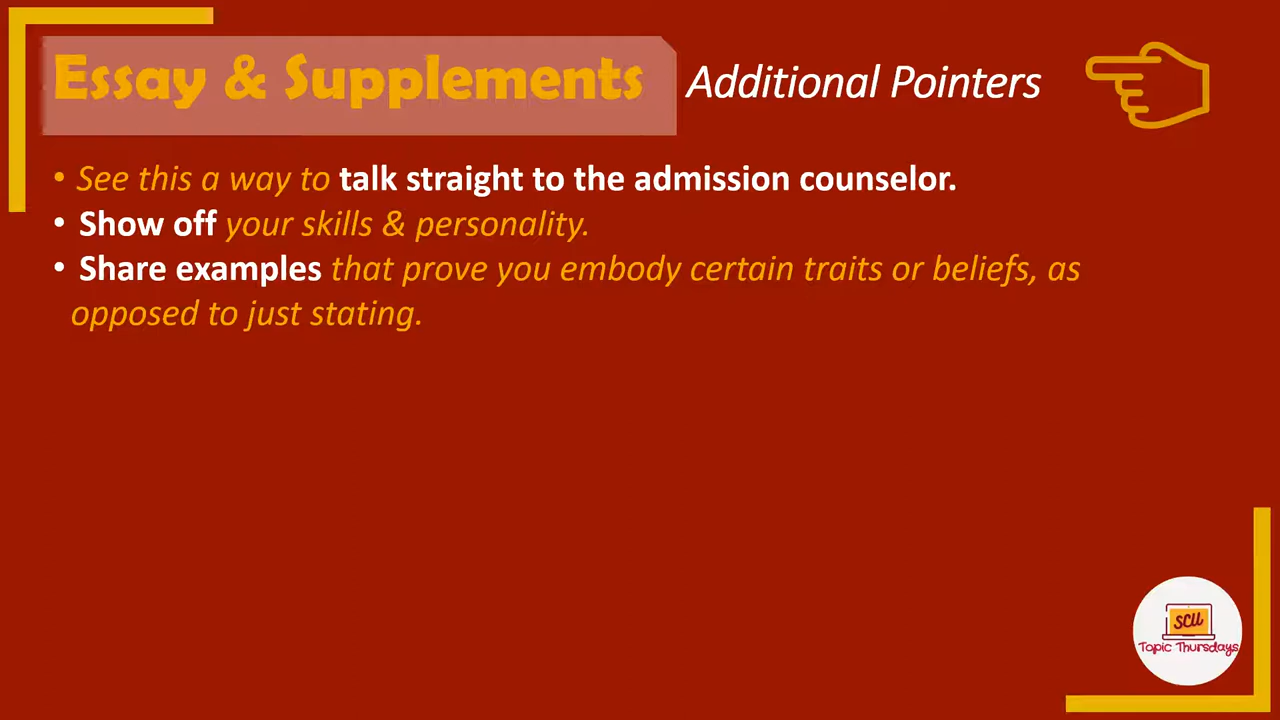 Essay & Supplements Additional Pointers
• See this a way to talk straight to the admission counselor.
• Show off your skills & personality.
• Share examples that prove you embody certain traits or beliefs, as
opposed to just stating.
SCU
Topic Thursdays